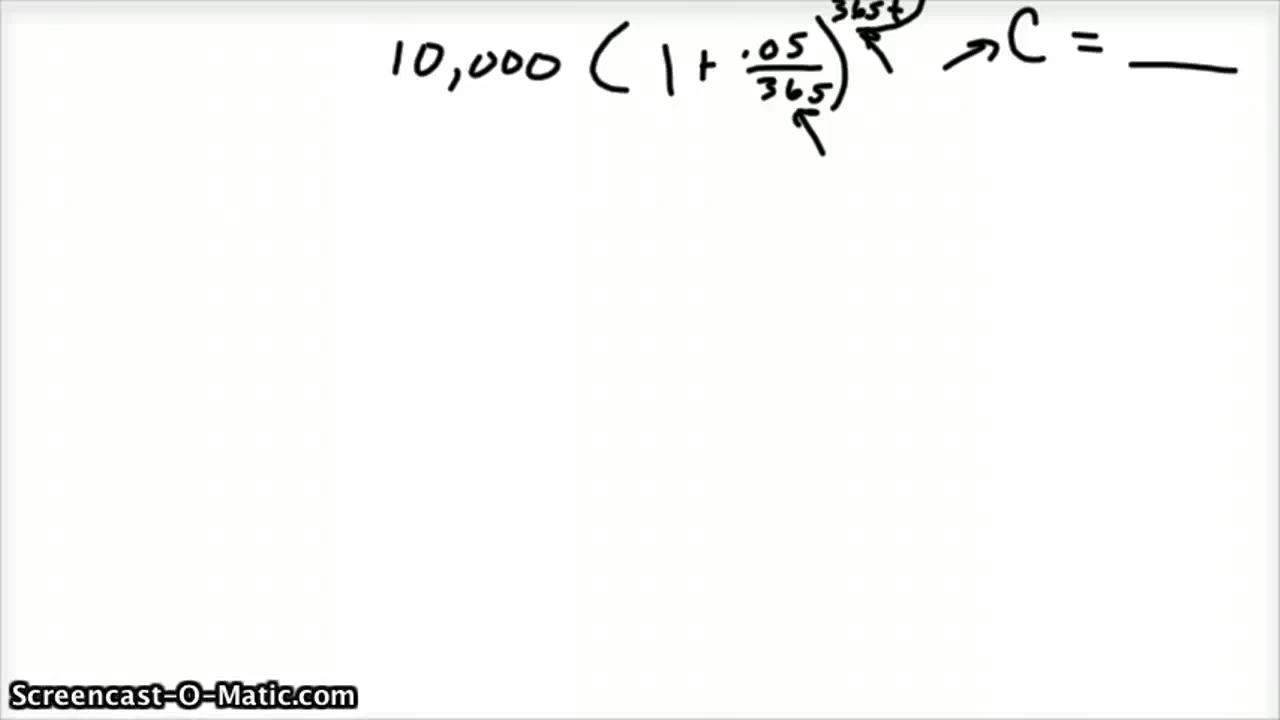 10,000 (1 + .05/365)^365t → C = ___
Screencast-O-Matic.com